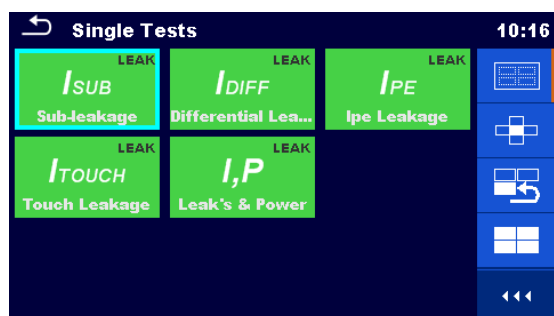 Single Tests
10:16
LEAK
ISUB
Sub-leakage
LEAK
IDIFF
Differential Lea...
LEAK
IPE
Ipe Leakage
LEAK
ITOUCH
Touch Leakage
LEAK
I,P
Leak's & Power